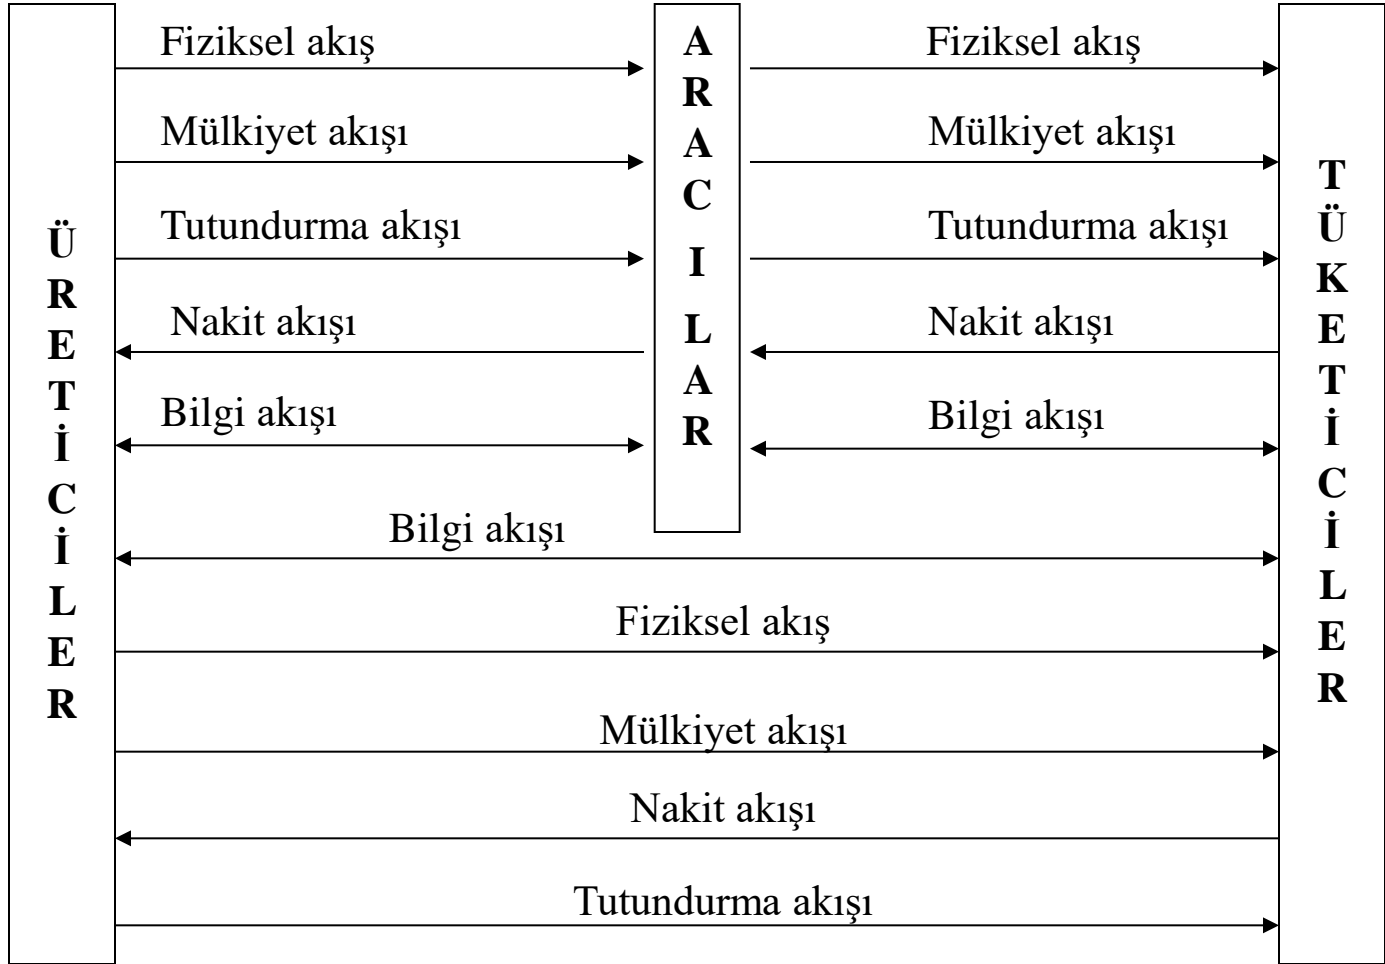 Fiziksel akış
Fiziksel akış
Mülkiyet akışı
Mülkiyet akışı
Tutundurma akışı
Tutundurma akışı
Nakit akışı
Nakit akışı
Bilgi akışı
Bilgi akışı
Bilgi akışı
Fiziksel akış
Mülkiyet akışı
Nakit akışı
Tutundurma akışı
ÜRETİCİLER
ARACILAR
TÜKETİCİLER